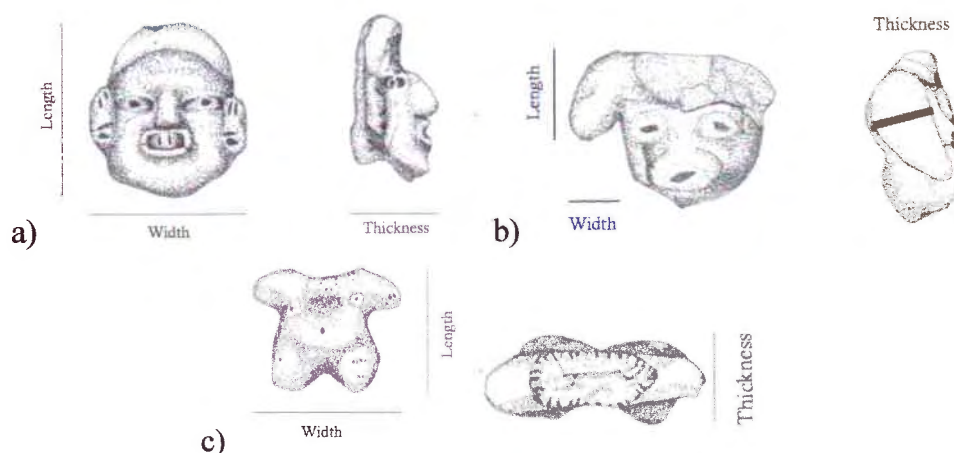 Length
Width
Thickness
a)
Length
Width
Thickness
b)
Length
Width
Thickness
c)